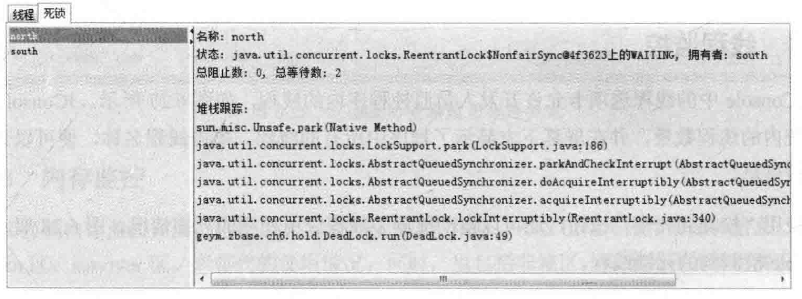 线程 死锁
north
south
名称: north
状态: java.util.concurrent.locks.ReentrantLock$NonfairSync@4f3623上的WAITING, 拥有者: south
总阻止数: 0, 总等待数: 2
堆栈跟踪:
sun.misc.Unsafe.park(Native Method)
java.util.concurrent.locks.LockSupport.park(LockSupport.java:186)
java.util.concurrent.locks.AbstractQueuedSynchronizer.parkAndCheckInterrupt(AbstractQueuedSync
java.util.concurrent.locks.AbstractQueuedSynchronizer.doAcquireInterruptibly(AbstractQueuedSyn
java.util.concurrent.locks.AbstractQueuedSynchronizer.acquireInterruptibly(AbstractQueuedSynch
java.util.concurrent.locks.ReentrantLock.lockInterruptibly(ReentrantLock.java:340)
geym.zbase.ch6.hold.DeadLock.run(DeadLock.java:49)